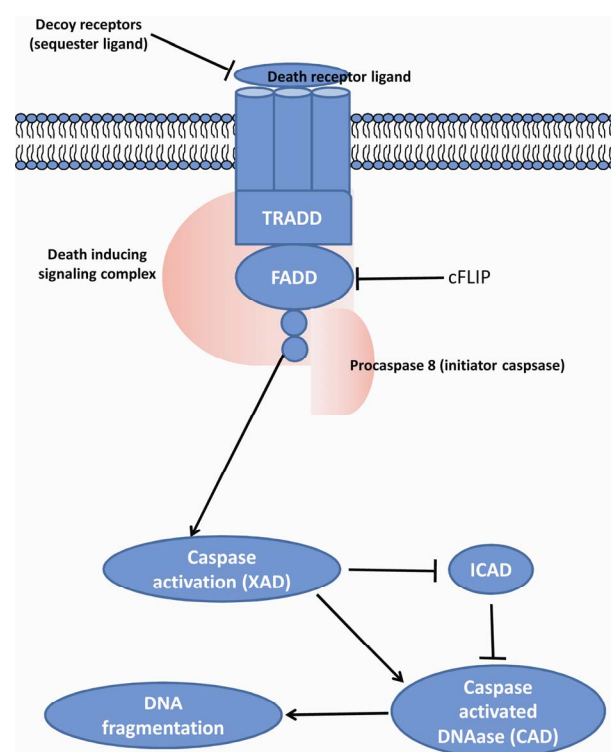 Decoy receptors
(sequester ligand)
Death receptor ligand
TRADD
Death inducing
signaling complex
FADD
cFLIP
Procaspase 8 (initiator caspsase)
Caspase
activation (XAD)
ICAD
DNA
fragmentation
Caspase
activated
DNAase (CAD)